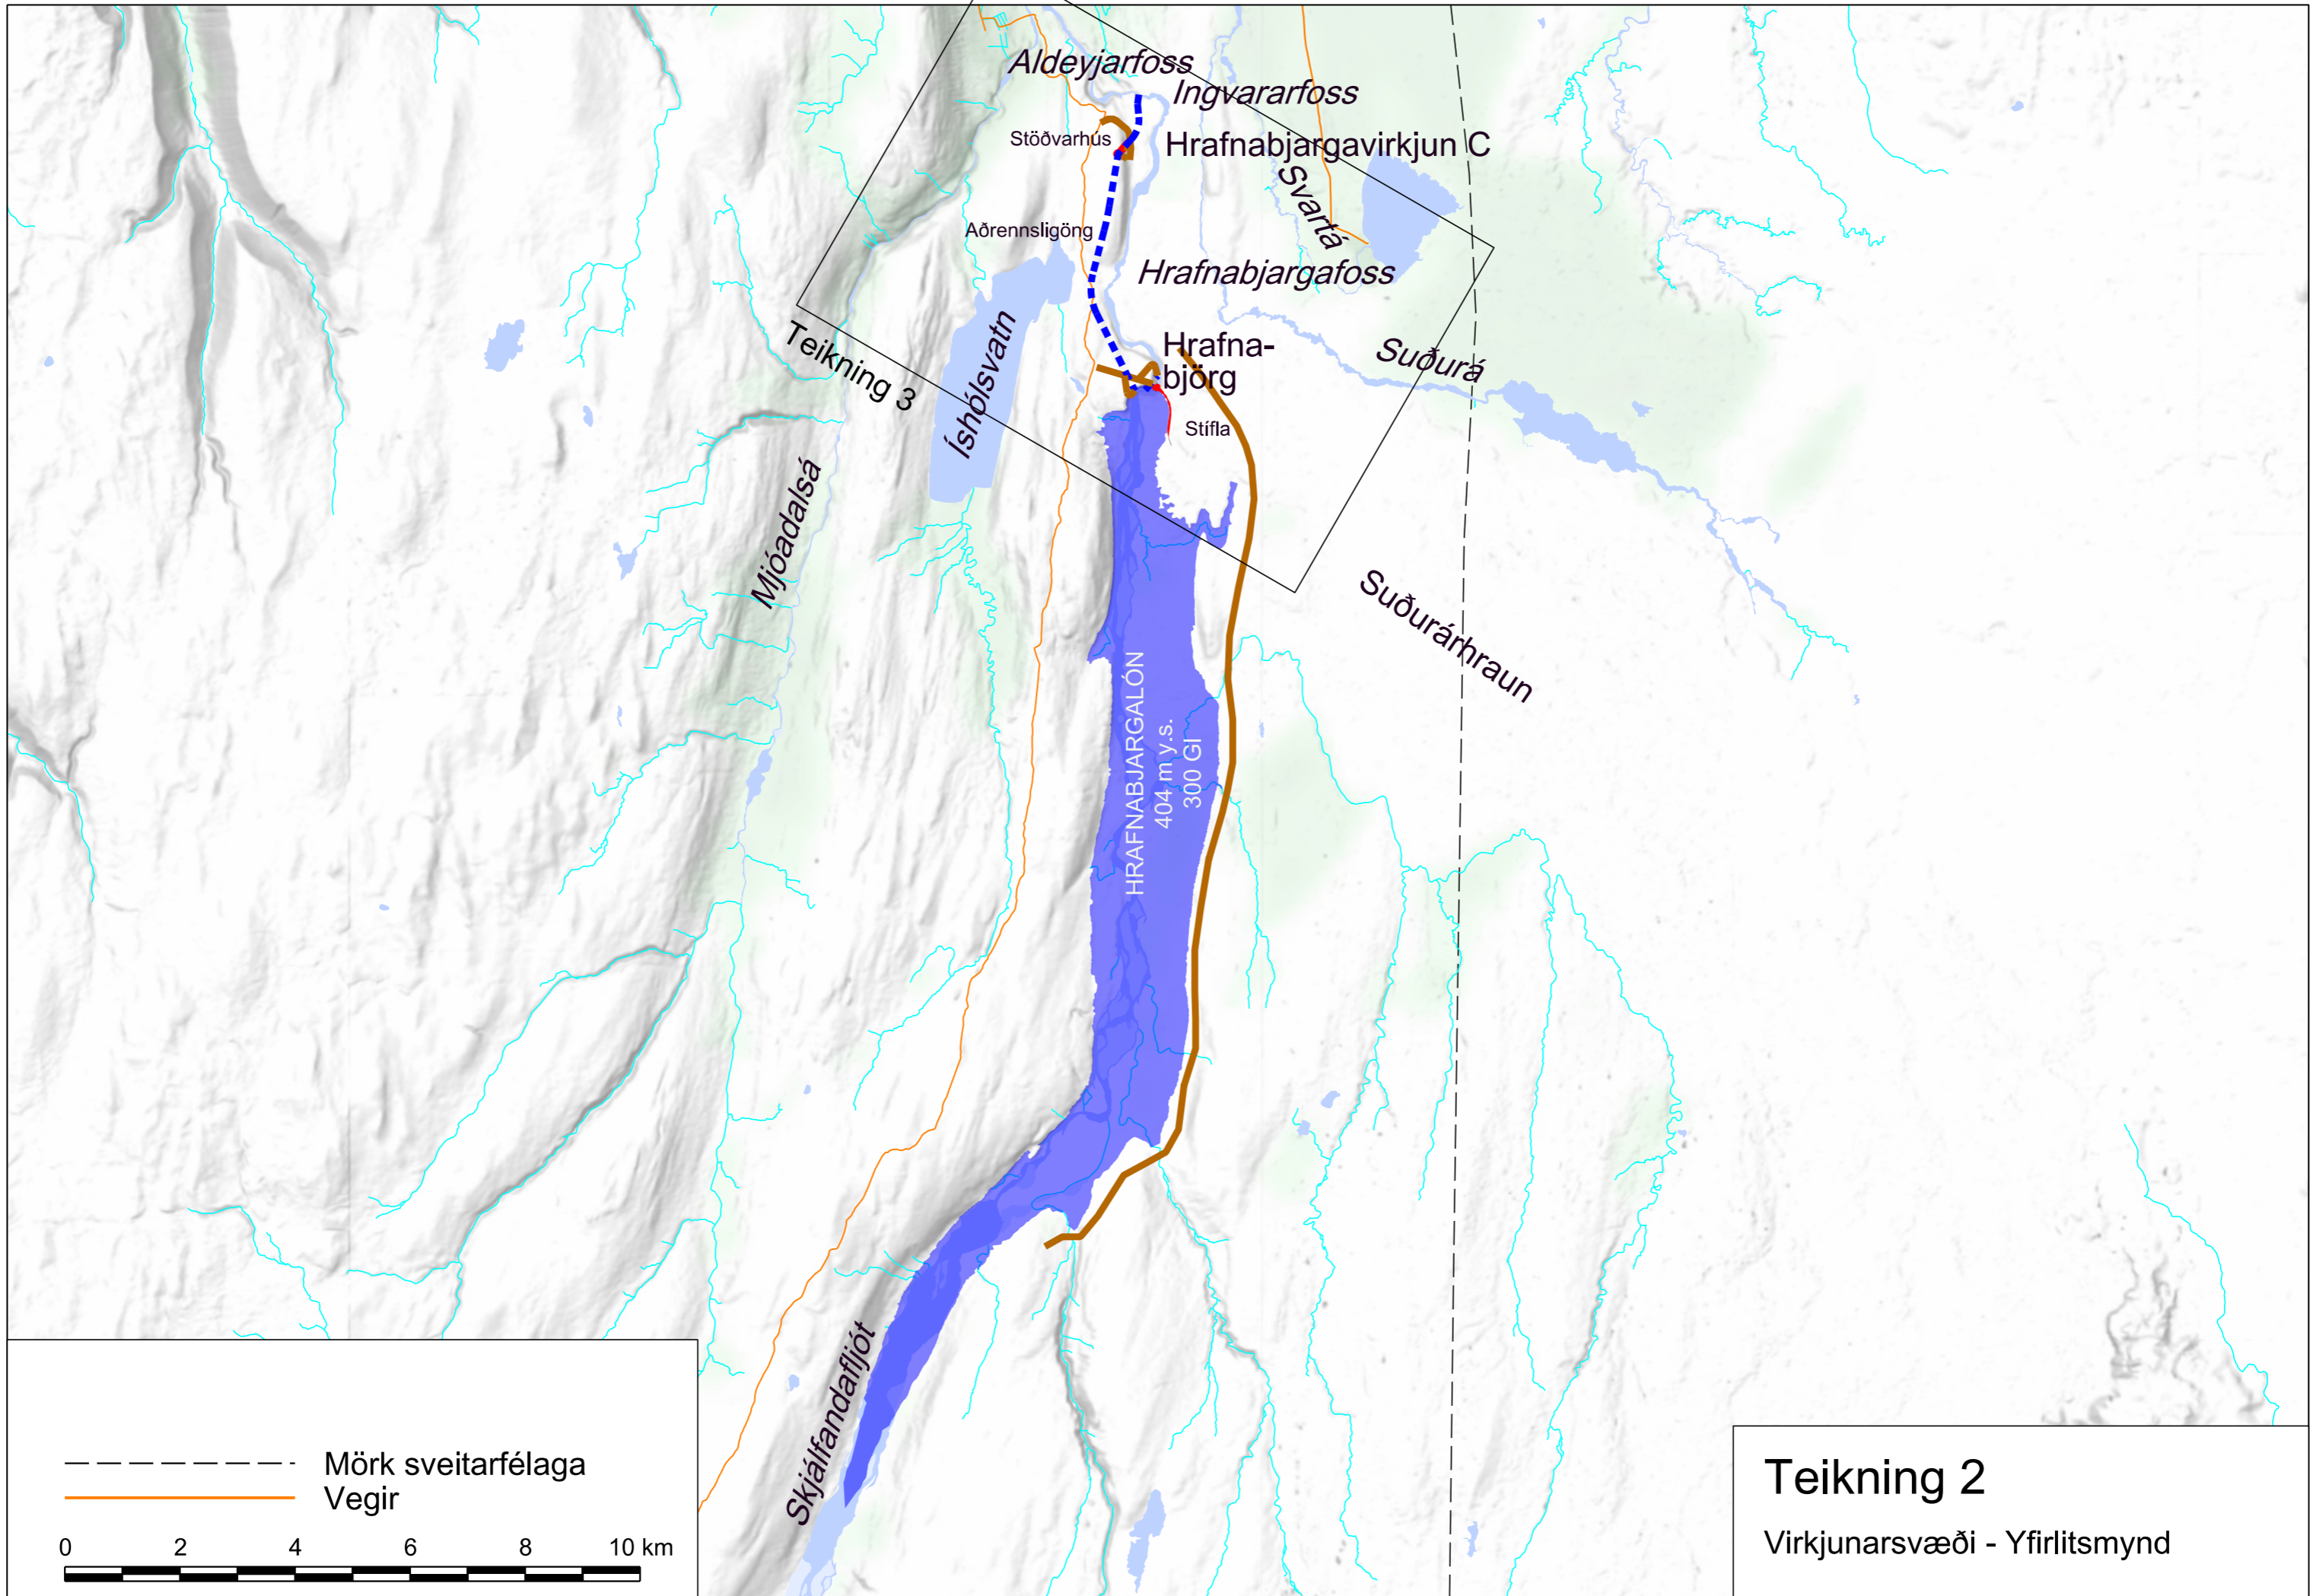 Aldeyjarfoss
Ingvararfoss
Stöðvarhús
Hrafnabjargavirkjun C
Svartá
Aðrennsligöng
Hrafnabjargafoss
Teikning 3
Íshólsvatn
Hrafna-
björg
Suðurá
Stífla
Mjóadalsá
Suðurárhraun
HRAFNABJARGALÓN
404 m y.s.
300 Gl
Skjálfandafljót
Mörk sveitarfélaga
Vegir
0 2 4 6 8 10 km
Teikning 2
Virkjunarsvæði - Yfirlitsmynd